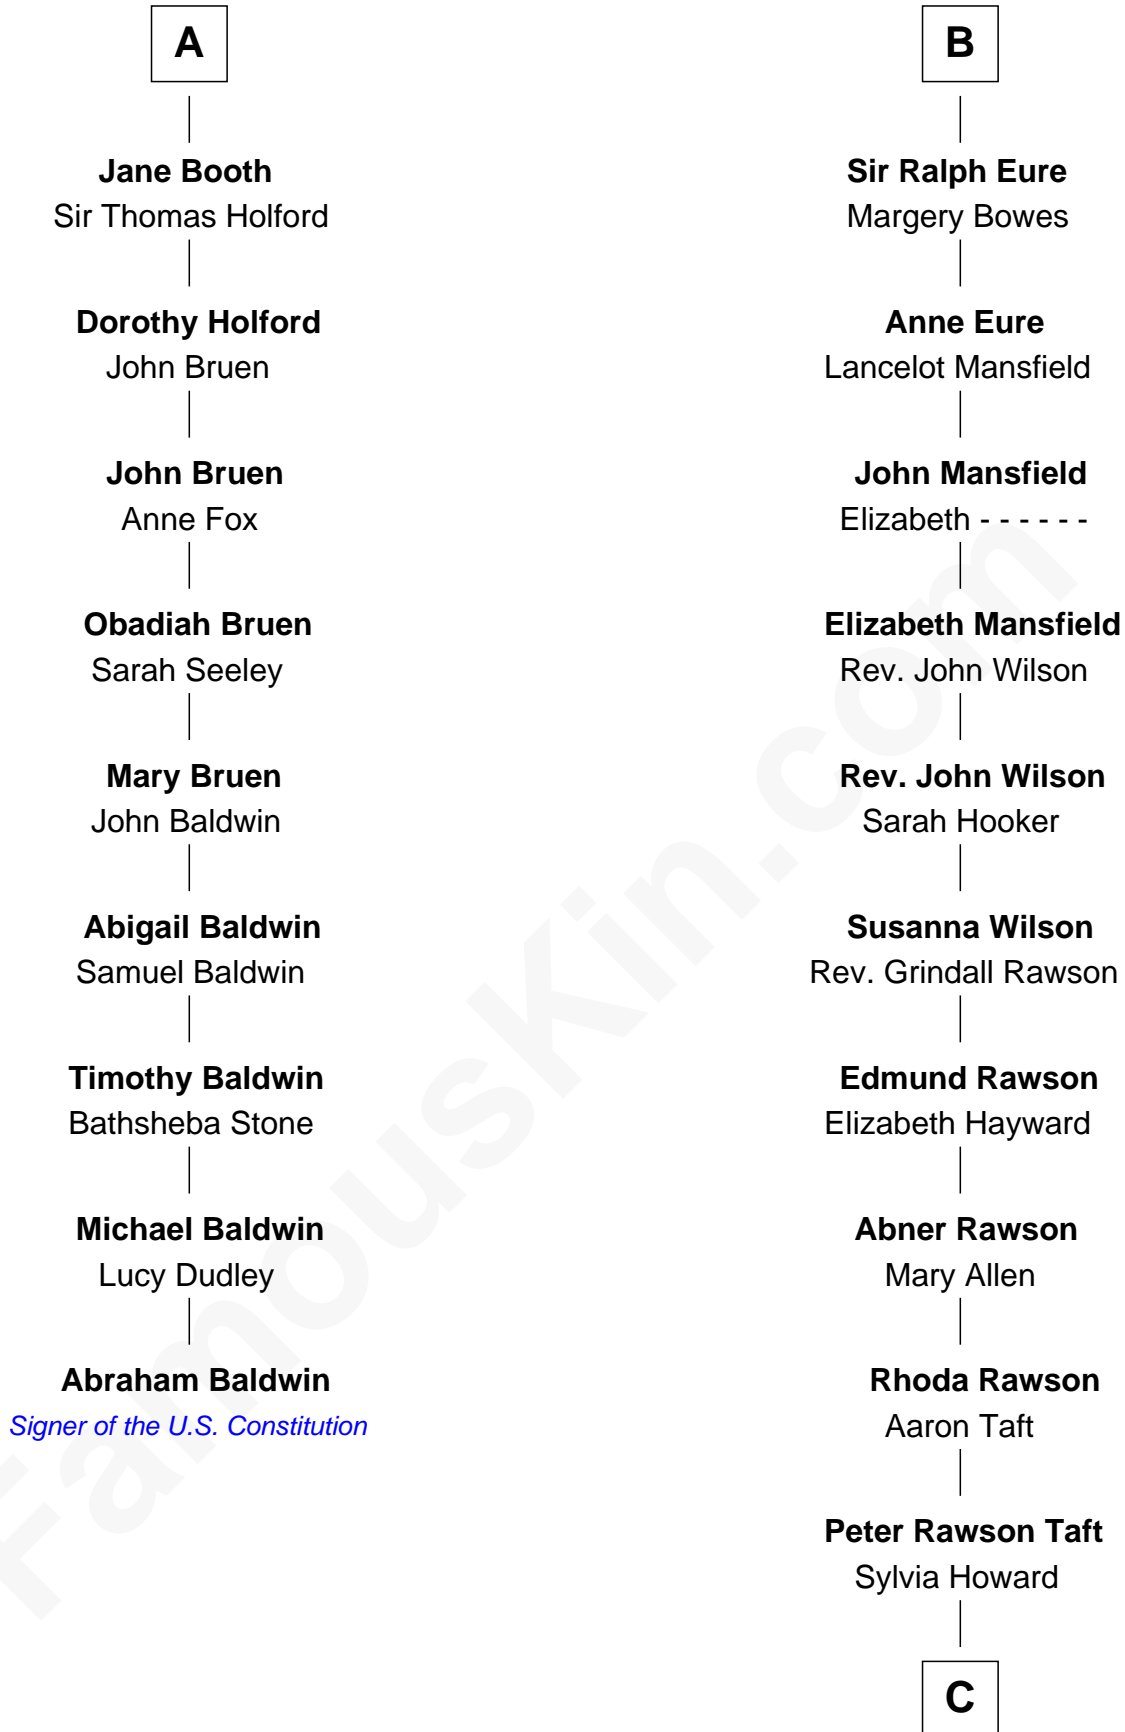 A
Jane Booth
Sir Thomas Holford
Dorothy Holford
John Bruen
John Bruen
Anne Fox
Obadiah Bruen
Sarah Seeley
Mary Bruen
John Baldwin
Abigail Baldwin
Samuel Baldwin
Timothy Baldwin
Bathsheba Stone
Michael Baldwin
Lucy Dudley
Abraham Baldwin
Signer of the U.S. Constitution
B
Sir Ralph Eure
Margery Bowes
Anne Eure
Lancelot Mansfield
John Mansfield
Elizabeth - - - - - -
Elizabeth Mansfield
Rev. John Wilson
Rev. John Wilson
Sarah Hooker
Susanna Wilson
Rev. Grindall Rawson
Edmund Rawson
Elizabeth Hayward
Abner Rawson
Mary Allen
Rhoda Rawson
Aaron Taft
Peter Rawson Taft
Sylvia Howard
C
FamousKin.com